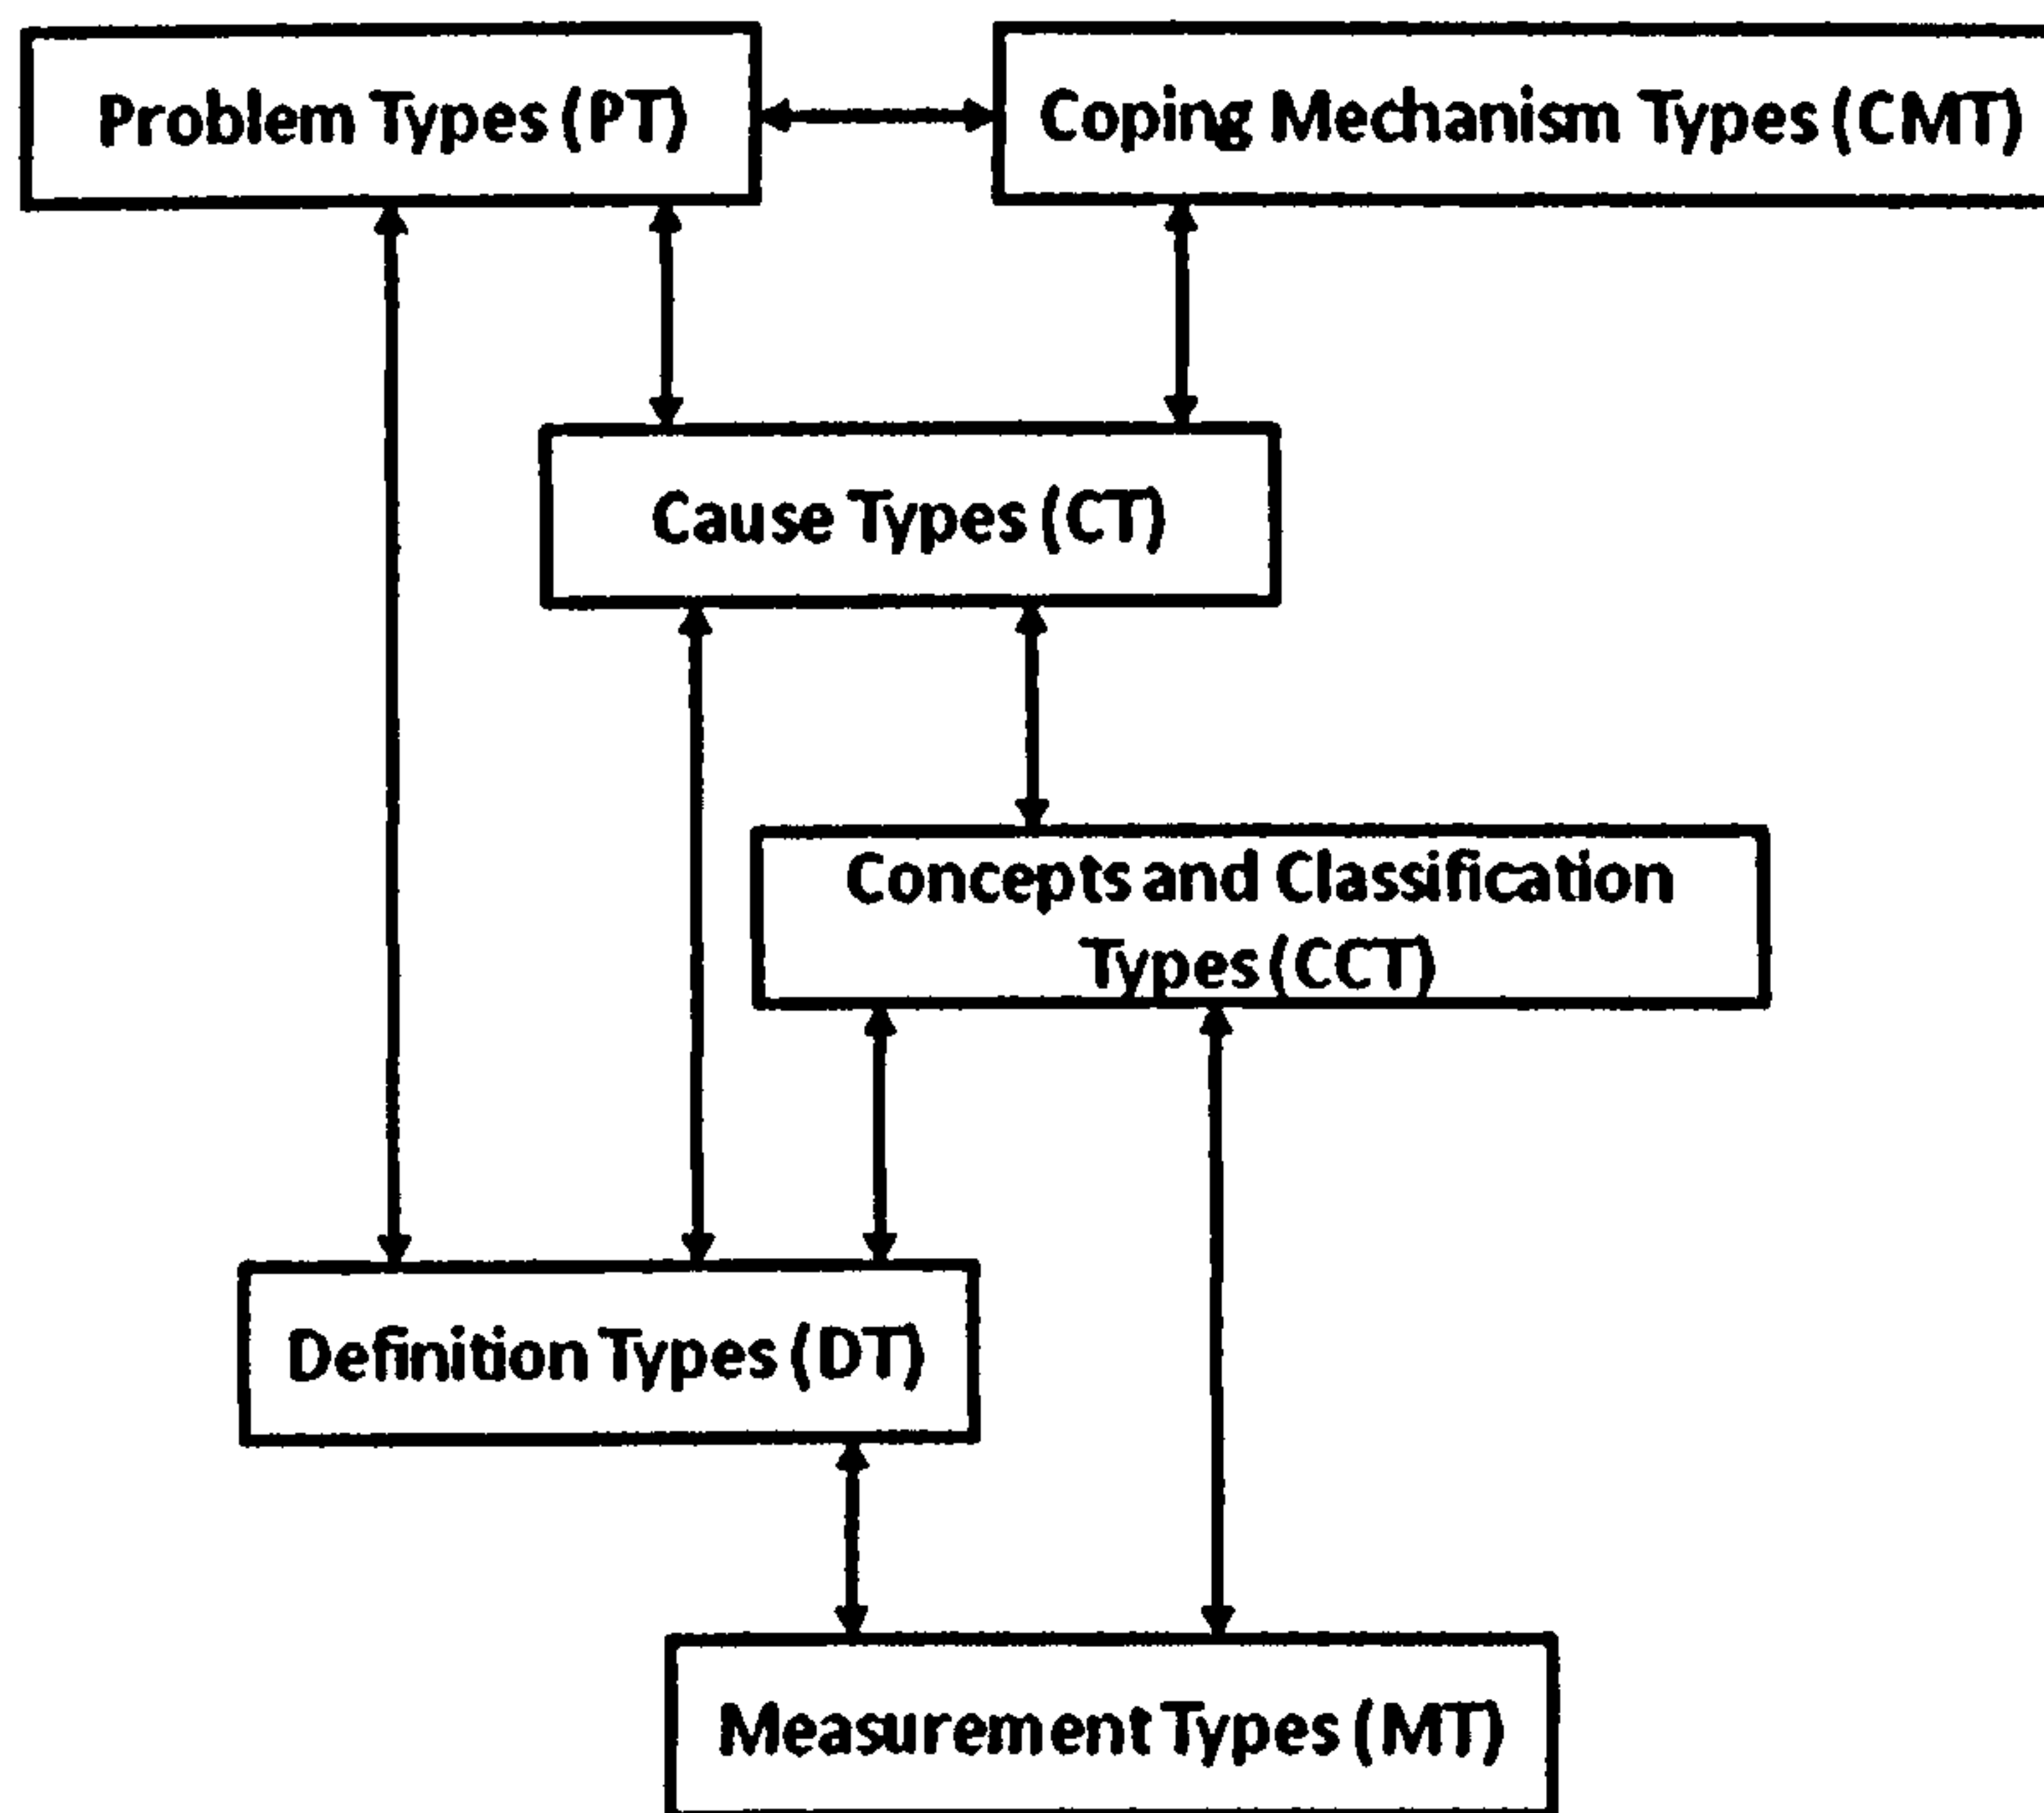 Problem Types (PT)
Coping Mechanism Types (CMT)
Cause Types (CT)
Concepts and Classification
Types (CCT)
Definition Types (DT)
Measurement Types (MT)